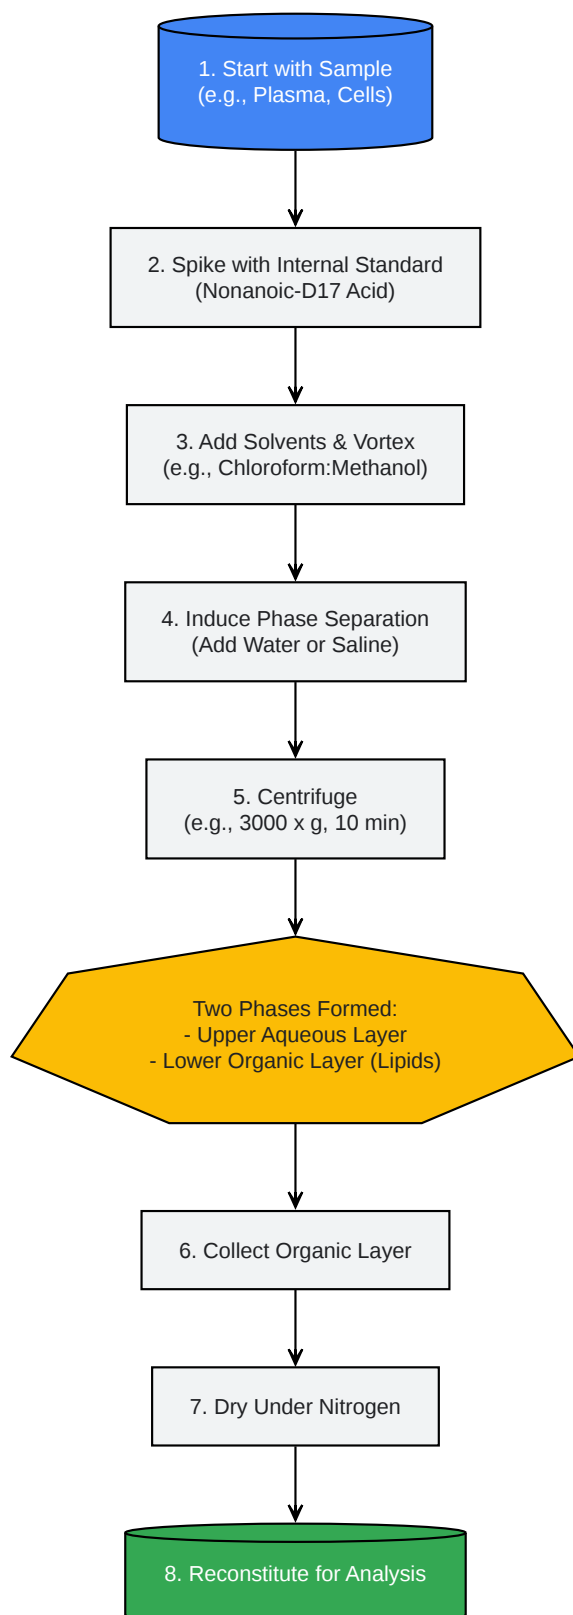 1. Start with Sample
(e.g., Plasma, Cells)
2. Spike with Internal Standard
(Nonanoic-D17 Acid)
3. Add Solvents & Vortex
(e.g., Chloroform:Methanol)
4. Induce Phase Separation
(Add Water or Saline)
5. Centrifuge
(e.g., 3000 x g, 10 min)
Two Phases Formed:
- Upper Aqueous Layer
- Lower Organic Layer (Lipids)
6. Collect Organic Layer
7. Dry Under Nitrogen
8. Reconstitute for Analysis